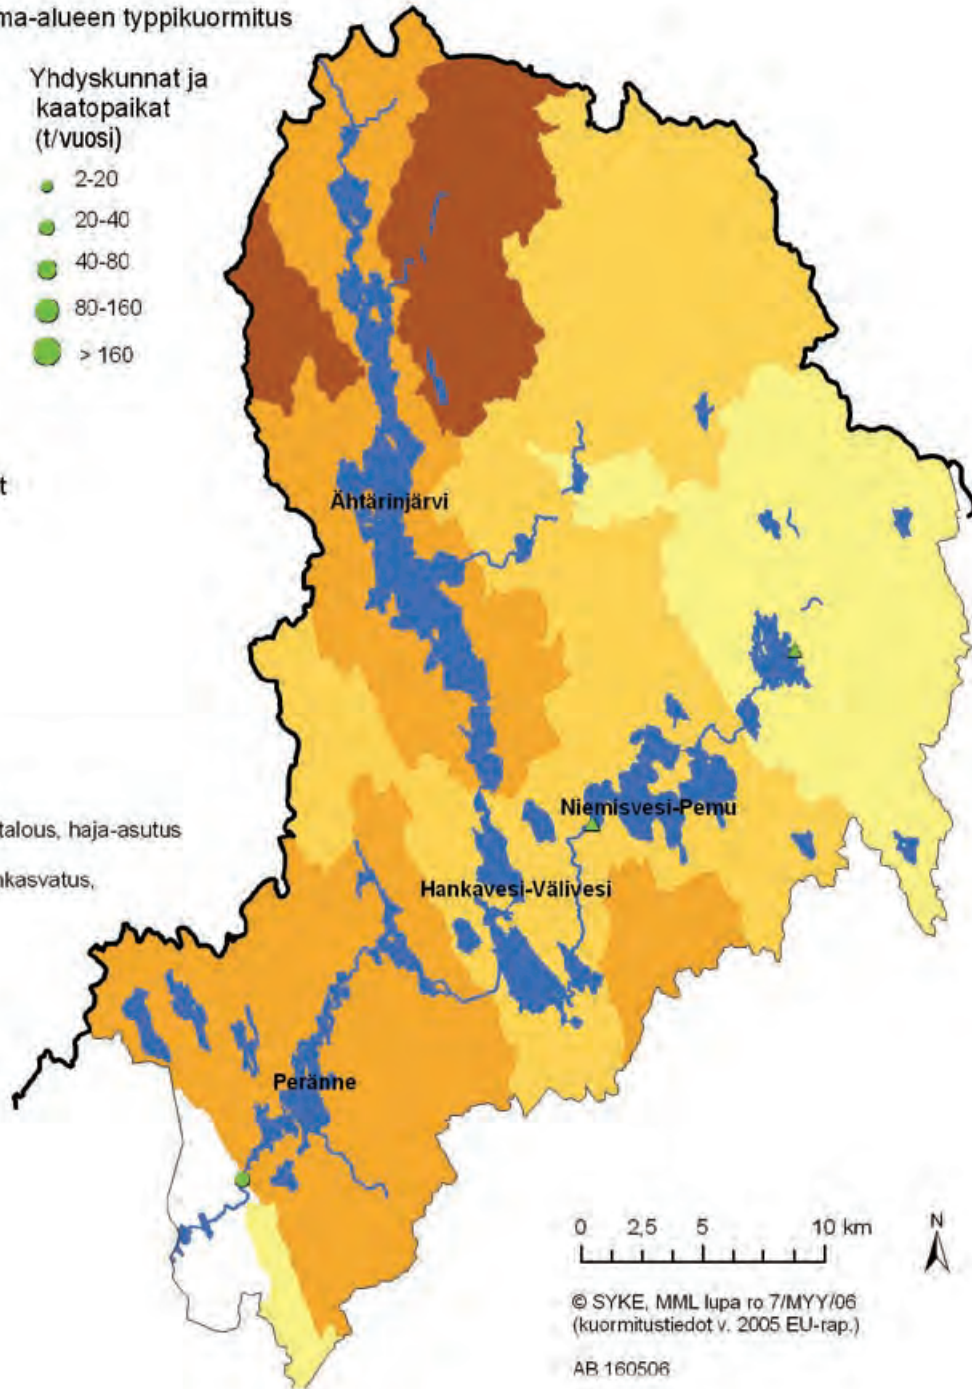 ma-alueen typpikuormitus
Yhdyskunnat ja
kaatopaikat
(t/vuosi)
2-20
20-40
40-80
80-160
> 160
t
Ähtärinjärvi
talous, haja-asutus
Niemisvesi-Pemu
nkasvatus,
Hankavesi-Välivesi
Peränne
0 2,5 5 10 km
N
© SYKE, MML lupa ro 7/MYY/06
(kuormitustiedot v. 2005 EU-rap.)
AB 160506